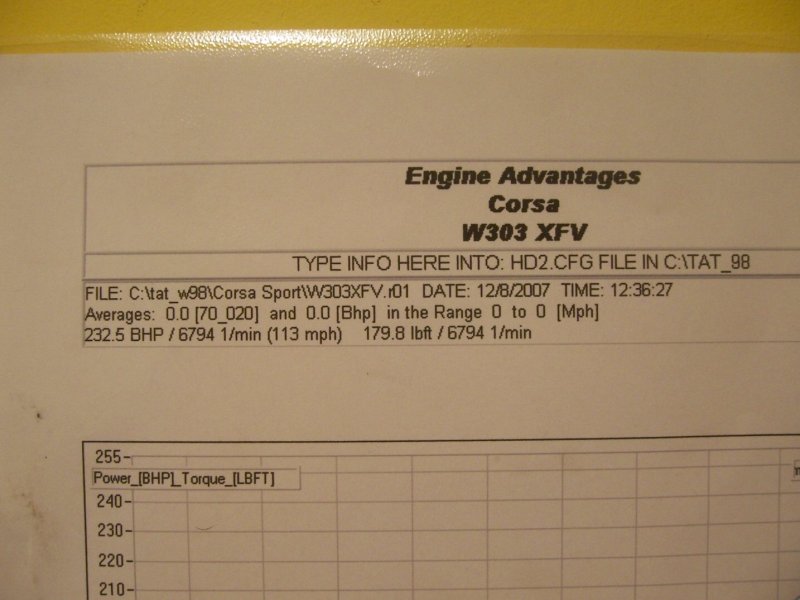 Engine Advantages
Corsa
W303 XFV
TYPE INFO HERE INTO: HD2.CFG FILE IN C:\TAT_98
FILE: C:\tat_w98\Corsa Sport\W303XFV.r01 DATE: 12/8/2007 TIME: 12:36:27
Averages: 0.0 [70_020] and 0.0 [Bhp] in the Range 0 to 0 [Mph]
232.5 BHP / 6794 1/min (113 mph) 179.8 lbft / 6794 1/min
255
Power_[BHP]_Torque_[LBFT]
240
230
220
210